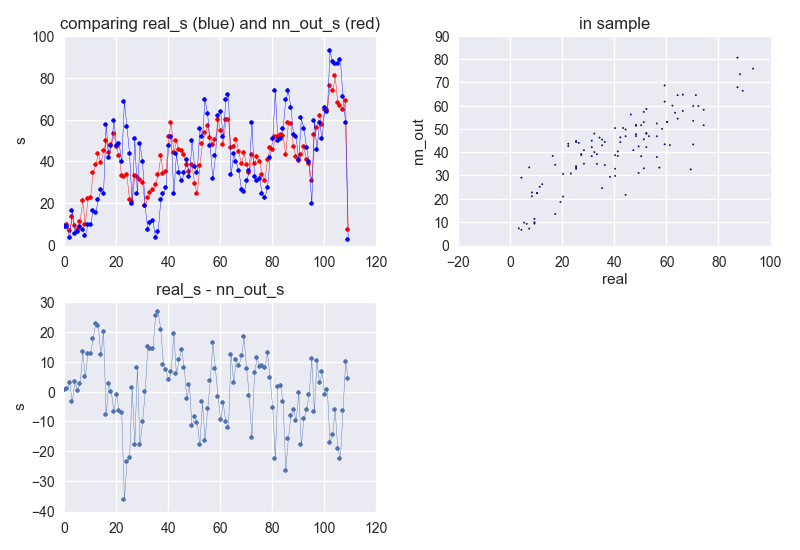 comparing real_s (blue) and nn_out_s (red)
100
80
60
40
20
0
s
0 20 40 60 80 100 120
in sample
90
80
70
60
50
40
30
20
10
0
nn_out
-20 0 20 40 60 80 100
real
real_s - nn_out_s
30
20
10
0
-10
-20
-30
-40
s
0 20 40 60 80 100 120